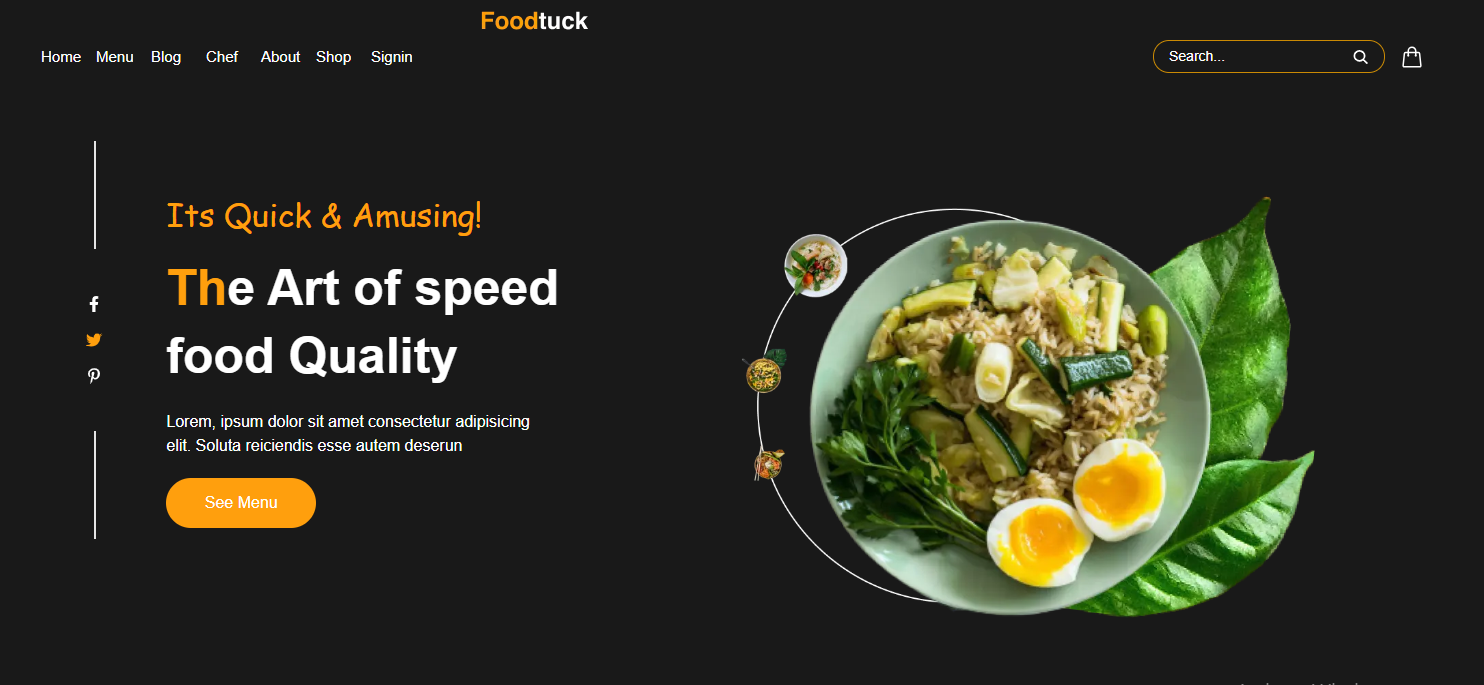 Foodtuck
Home Menu Blog Chef About Shop Signin
Search...
Its Quick & Amusing!
The Art of speed
food Quality
Lorem, ipsum dolor sit amet consectetur adipisicing
elit. Soluta reiciendis esse autem deserun
See Menu